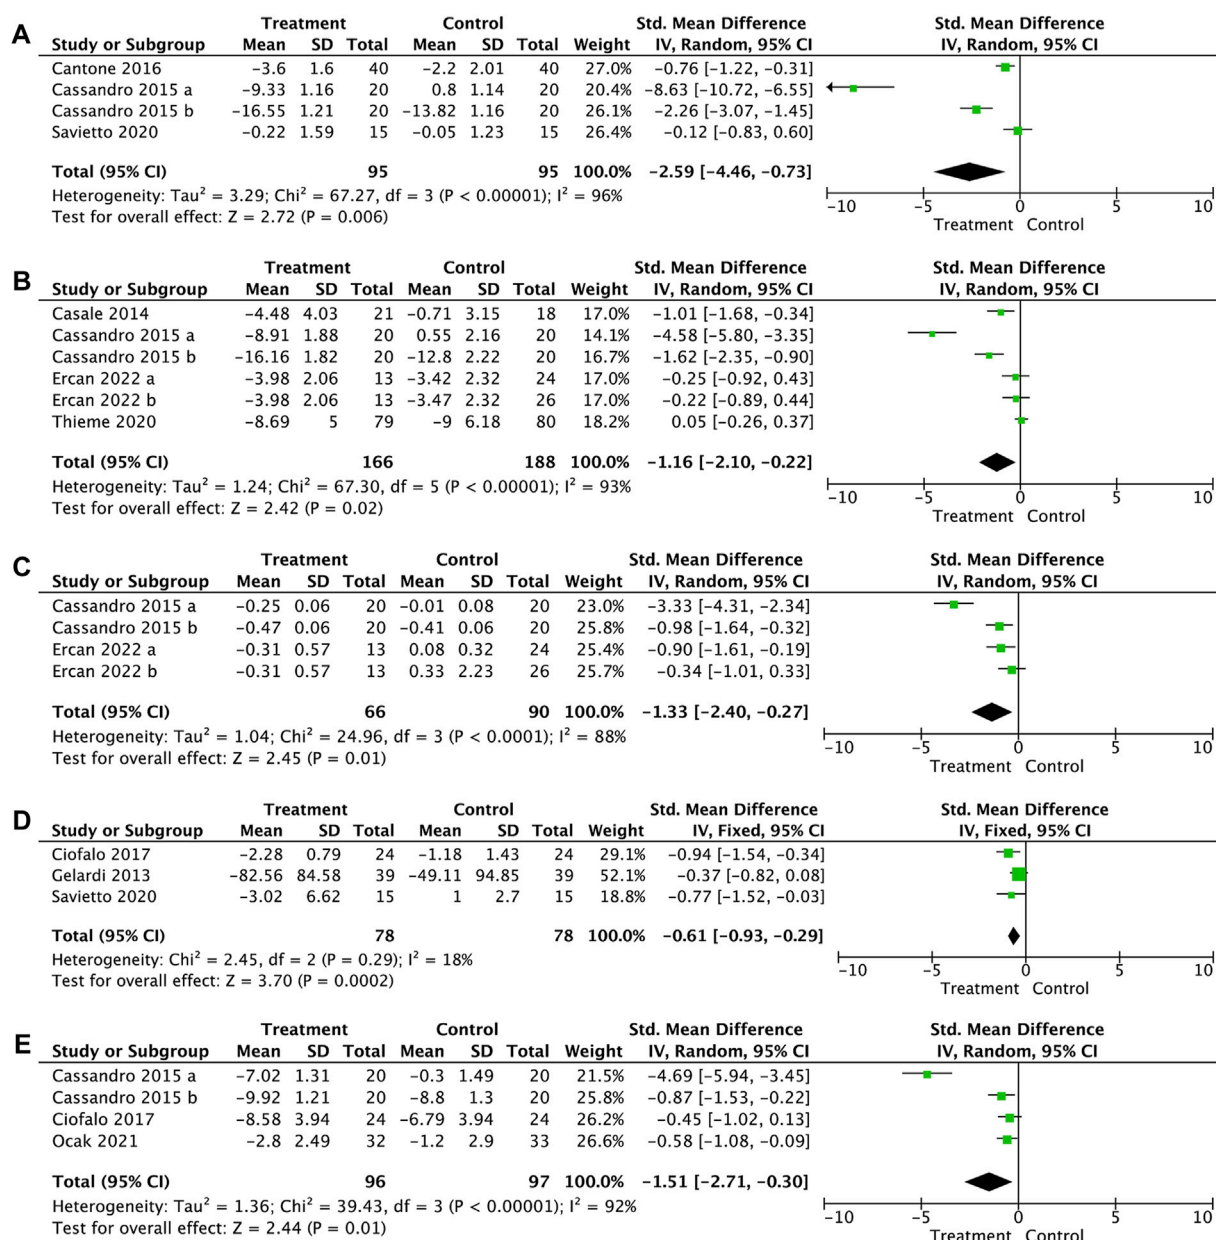 A
Treatment Control Std. Mean Difference Std. Mean Difference
Study or Subgroup Mean SD Total Mean SD Total Weight IV, Random, 95% CI IV, Random, 95% CI
Cantone 2016 −3.6 1.6 40 −2.2 2.01 40 27.0% −0.76 [−1.22, −0.31]
Cassandro 2015 a −9.33 1.16 20 0.8 1.14 20 20.4% −8.63 [−10.72, −6.55]
Cassandro 2015 b −16.55 1.21 20 −13.82 1.16 20 26.1% −2.26 [−3.07, −1.45]
Savietto 2020 −0.22 1.59 15 −0.05 1.23 15 26.4% −0.12 [−0.83, 0.60]
Total (95% CI) 95 95 100.0% −2.59 [−4.46, −0.73]
Heterogeneity: Tau² = 3.29; Chi² = 67.27, df = 3 (P < 0.00001); I² = 96%
Test for overall effect: Z = 2.72 (P = 0.006)
−10 −5 0 5 10
Treatment Control
B
Treatment Control Std. Mean Difference Std. Mean Difference
Study or Subgroup Mean SD Total Mean SD Total Weight IV, Random, 95% CI IV, Random, 95% CI
Casale 2014 −4.48 4.03 21 −0.71 3.15 18 17.0% −1.01 [−1.68, −0.34]
Cassandro 2015 a −8.91 1.88 20 0.55 2.16 20 14.1% −4.58 [−5.80, −3.35]
Cassandro 2015 b −16.16 1.82 20 −12.8 2.22 20 16.7% −1.62 [−2.35, −0.90]
Ercan 2022 a −3.98 2.06 13 −3.42 2.32 24 17.0% −0.25 [−0.92, 0.43]
Ercan 2022 b −3.98 2.06 13 −3.47 2.32 26 17.0% −0.22 [−0.89, 0.44]
Thieme 2020 −8.69 5 79 −9 6.18 80 18.2% 0.05 [−0.26, 0.37]
Total (95% CI) 166 188 100.0% −1.16 [−2.10, −0.22]
Heterogeneity: Tau² = 1.24; Chi² = 67.30, df = 5 (P < 0.00001); I² = 93%
Test for overall effect: Z = 2.42 (P = 0.02)
−10 −5 0 5 10
Treatment Control
C
Treatment Control Std. Mean Difference Std. Mean Difference
Study or Subgroup Mean SD Total Mean SD Total Weight IV, Random, 95% CI IV, Random, 95% CI
Cassandro 2015 a −0.25 0.06 20 −0.01 0.08 20 23.0% −3.33 [−4.31, −2.34]
Cassandro 2015 b −0.47 0.06 20 −0.41 0.06 20 25.8% −0.98 [−1.64, −0.32]
Ercan 2022 a −0.31 0.57 13 0.08 0.32 24 25.4% −0.90 [−1.61, −0.19]
Ercan 2022 b −0.31 0.57 13 0.33 2.23 26 25.7% −0.34 [−1.01, 0.33]
Total (95% CI) 66 90 100.0% −1.33 [−2.40, −0.27]
Heterogeneity: Tau² = 1.04; Chi² = 24.96, df = 3 (P < 0.0001); I² = 88%
Test for overall effect: Z = 2.45 (P = 0.01)
−10 −5 0 5 10
Treatment Control
D
Treatment Control Std. Mean Difference Std. Mean Difference
Study or Subgroup Mean SD Total Mean SD Total Weight IV, Fixed, 95% CI IV, Fixed, 95% CI
Ciofalo 2017 −2.28 0.79 24 −1.18 1.43 24 29.1% −0.94 [−1.54, −0.34]
Gelardi 2013 −82.56 84.58 39 −49.11 94.85 39 52.1% −0.37 [−0.82, 0.08]
Savietto 2020 −3.02 6.62 15 1 2.7 15 18.8% −0.77 [−1.52, −0.03]
Total (95% CI) 78 78 100.0% −0.61 [−0.93, −0.29]
Heterogeneity: Chi² = 2.45, df = 2 (P = 0.29); I² = 18%
Test for overall effect: Z = 3.70 (P = 0.0002)
−10 −5 0 5 10
Treatment Control
E
Treatment Control Std. Mean Difference Std. Mean Difference
Study or Subgroup Mean SD Total Mean SD Total Weight IV, Random, 95% CI IV, Random, 95% CI
Cassandro 2015 a −7.02 1.31 20 −0.3 1.49 20 21.5% −4.69 [−5.94, −3.45]
Cassandro 2015 b −9.92 1.21 20 −8.8 1.3 20 25.8% −0.87 [−1.53, −0.22]
Ciofalo 2017 −8.58 3.94 24 −6.79 3.94 24 26.2% −0.45 [−1.02, 0.13]
Ocak 2021 −2.8 2.49 32 −1.2 2.9 33 26.6% −0.58 [−1.08, −0.09]
Total (95% CI) 96 97 100.0% −1.51 [−2.71, −0.30]
Heterogeneity: Tau² = 1.36; Chi² = 39.43, df = 3 (P < 0.00001); I² = 92%
Test for overall effect: Z = 2.44 (P = 0.01)
−10 −5 0 5 10
Treatment Control